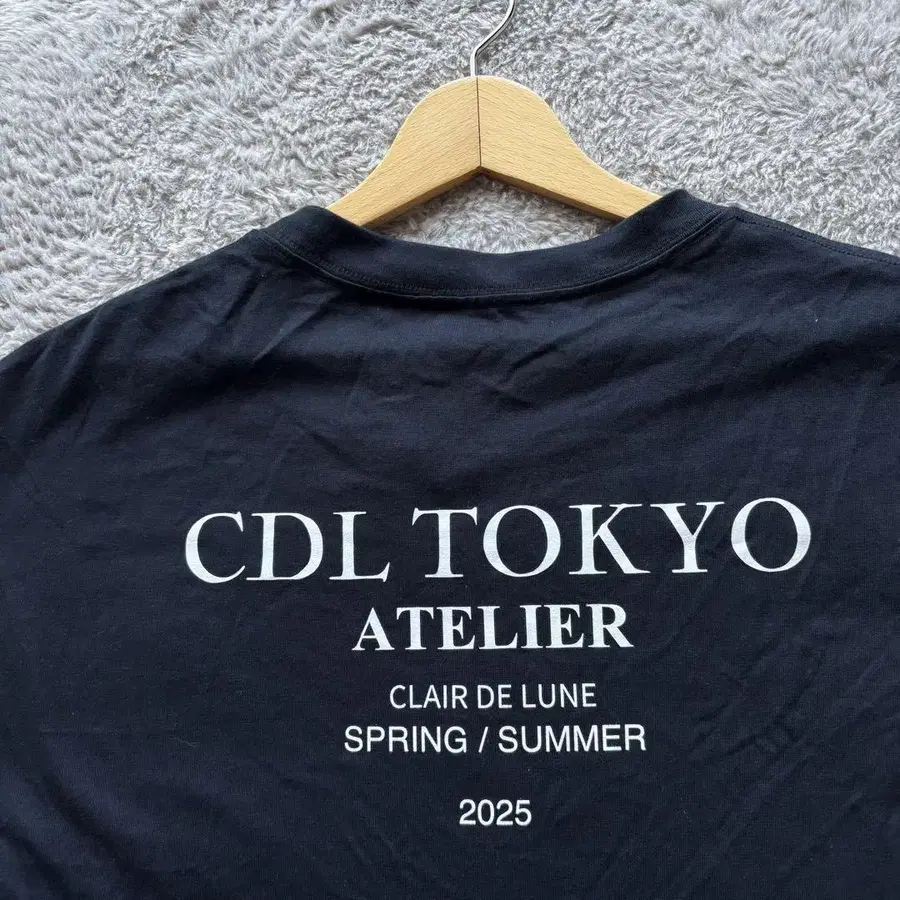 CDL TOKYO
ATELIER
CLAIR DE LUNE
SPRING / SUMMER
2025